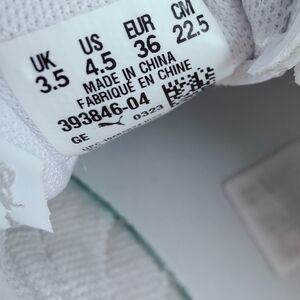 UK US EUR CM
3.5 4.5 36 22.5
MADE IN CHINA
FABRIQUÉ EN CHINE
393846-04
GE 0323